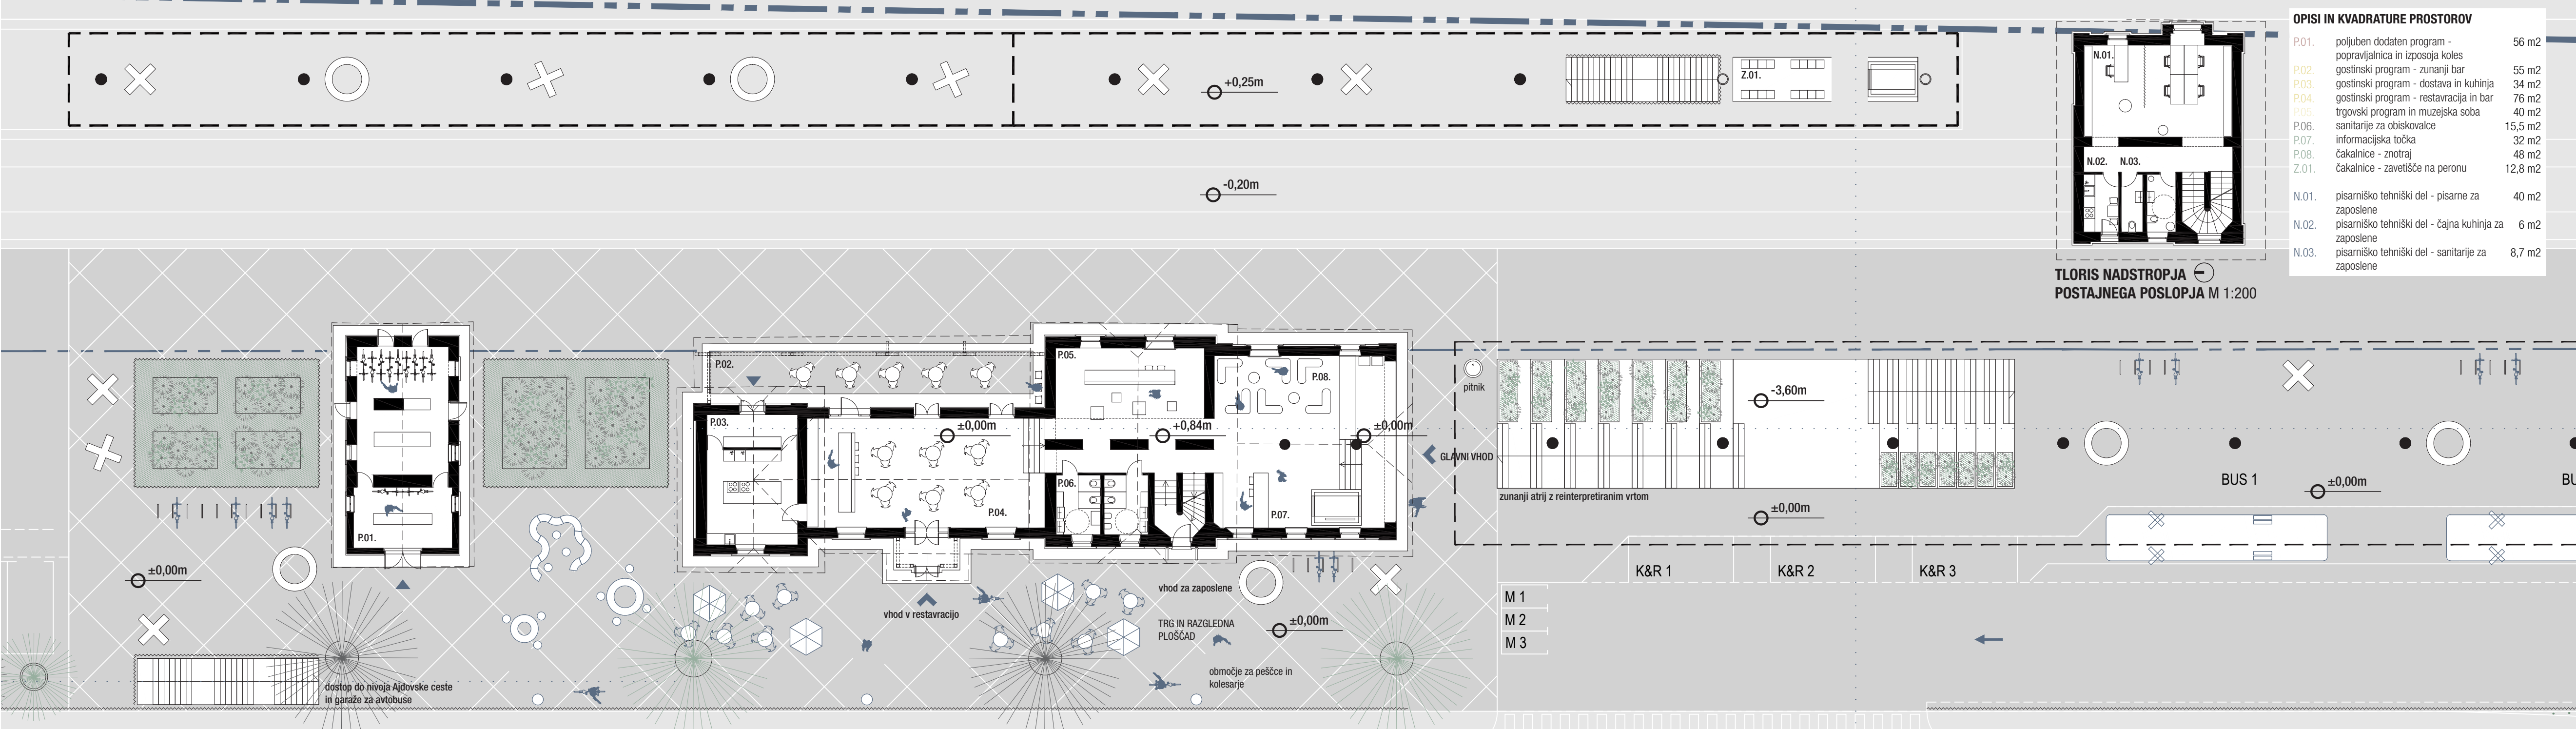 OPISI IN KVADRATURE PROSTOROV
P.01. poljuben dodaten program - 56 m2
popravljalnica in izposoja koles
P.02. gostinski program - zunanji bar 55 m2
P.03. gostinski program - dostava in kuhinja 34 m2
P.04. gostinski program - restavracija in bar 76 m2
P.05. trgovski program in muzejska soba 40 m2
P.06. sanitarije za obiskovalce 15,5 m2
P.07. informacijska točka 32 m2
P.08. čakalnice - znotraj 48 m2
Z.01. čakalnice - zavetišče na peronu 12,8 m2
N.01. pisarniško tehniški del - pisarne za 40 m2
zaposlene
N.02. pisarniško tehniški del - čajna kuhinja za 6 m2
zaposlene
N.03. pisarniško tehniški del - sanitarije za 8,7 m2
zaposlene
N.01.
N.02. N.03.
TLORIS NADSTROPJA
POSTAJNEGA POSLOPJA M 1:200
+0,25m
Z.01.
-0,20m
P.02.
P.05.
P.08.
pitnik
-3,60m
P.03.
±0,00m
+0,84m
±0,00m
GLAVNI VHOD
P.06.
P.04.
P.07.
P.01.
zunanji atrij z reinterpretiranim vrtom
BUS 1
±0,00m
BU
±0,00m
±0,00m
K&R 1
K&R 2
K&R 3
vhod za zaposlene
vhod v restavracijo
M 1
M 2
M 3
TRG IN RAZGLEDNA
PLOŠČAD
±0,00m
območje za pešče in
kolesarje
dostop do nivoja Ajdovske ceste
in garaže za avtobuse